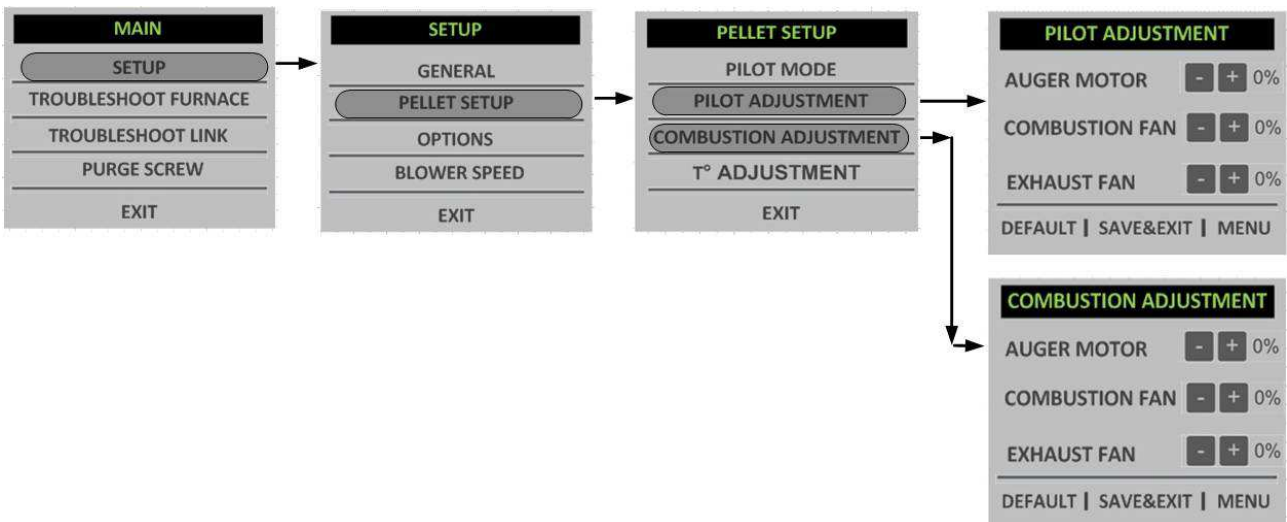 MAIN
SETUP
TROUBLESHOOT FURNACE
TROUBLESHOOT LINK
PURGE SCREW
EXIT
SETUP
GENERAL
PELLET SETUP
OPTIONS
BLOWER SPEED
EXIT
PELLET SETUP
PILOT MODE
PILOT ADJUSTMENT
COMBUSTION ADJUSTMENT
T° ADJUSTMENT
EXIT
PILOT ADJUSTMENT
AUGER MOTOR - + 0%
COMBUSTION FAN - + 0%
EXHAUST FAN - + 0%
DEFAULT | SAVE&EXIT | MENU
COMBUSTION ADJUSTMENT
AUGER MOTOR - + 0%
COMBUSTION FAN - + 0%
EXHAUST FAN - + 0%
DEFAULT | SAVE&EXIT | MENU